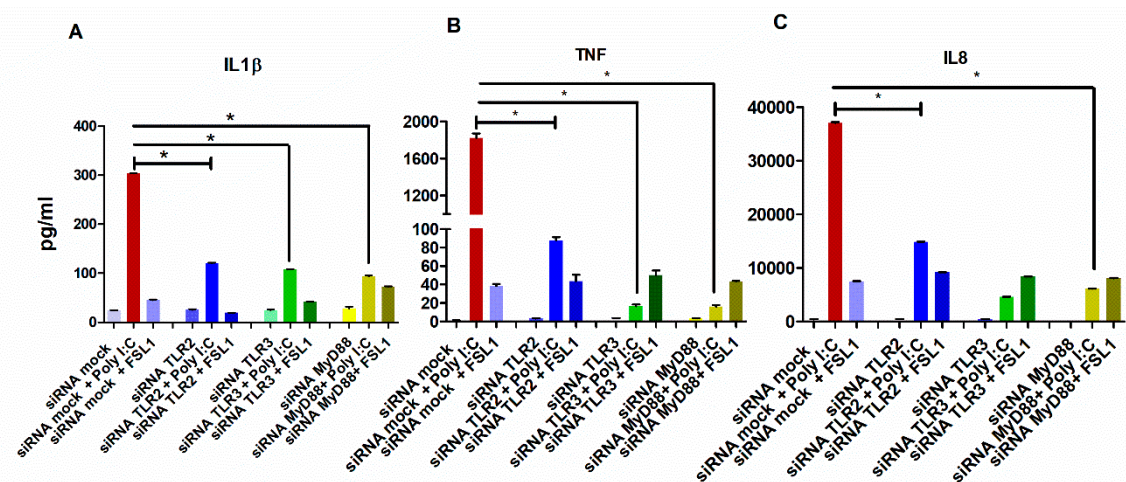 A
IL1β
pg/ml
400
300
200
100
0
*
*
*
siRNA mock
siRNA mock + Poly I:C
siRNA mock + FSL1
siRNA TLR2
siRNA TLR2 + Poly I:C
siRNA TLR2 + FSL1
siRNA TLR3
siRNA TLR3 + Poly I:C
siRNA TLR3 + FSL1
siRNA MyD88
siRNA MyD88+ Poly I:C
siRNA MyD88+ FSL1
B
TNF
2000
1800
1600
1400
1200
100
80
60
40
20
0
*
*
*
siRNA mock
siRNA mock + Poly I:C
siRNA mock + FSL1
siRNA TLR2
siRNA TLR2 + Poly I:C
siRNA TLR2 + FSL1
siRNA TLR3
siRNA TLR3 + Poly I:C
siRNA TLR3 + FSL1
siRNA MyD88
siRNA MyD88+ Poly I:C
siRNA MyD88+ FSL1
C
IL8
40000
30000
20000
10000
0
*
*
siRNA mock
siRNA mock + Poly I:C
siRNA mock + FSL1
siRNA TLR2
siRNA TLR2 + Poly I:C
siRNA TLR2 + FSL1
siRNA TLR3
siRNA TLR3 + Poly I:C
siRNA TLR3 + FSL1
siRNA MyD88
siRNA MyD88+ Poly I:C
siRNA MyD88+ FSL1